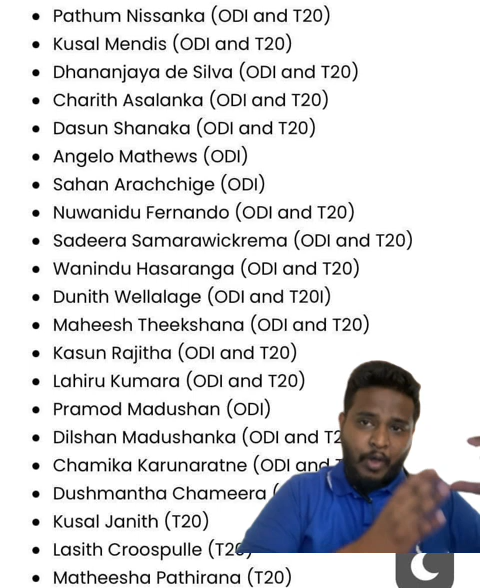 • Pathum Nissanka (ODI and T20)
• Kusal Mendis (ODI and T20)
• Dhananjaya de Silva (ODI and T20)
• Charith Asalanka (ODI and T20)
• Dasun Shanaka (ODI and T20)
• Angelo Mathews (ODI)
• Sahan Arachchige (ODI)
• Nuwanidu Fernando (ODI and T20)
• Sadeera Samarawickrema (ODI and T20)
• Wanindu Hasaranga (ODI and T20)
• Dunith Wellalage (ODI and T20I)
• Maheesh Theekshana (ODI and T20)
• Kasun Rajitha (ODI and T20)
• Lahiru Kumara (ODI and T20)
• Pramod Madushan (ODI)
• Dilshan Madushanka (ODI and T2
• Chamika Karunaratne (ODI and
• Dushmantha Chameera (
• Kusal Janith (T20)
• Lasith Croospulle (T20)
• Matheesha Pathirana (T20)